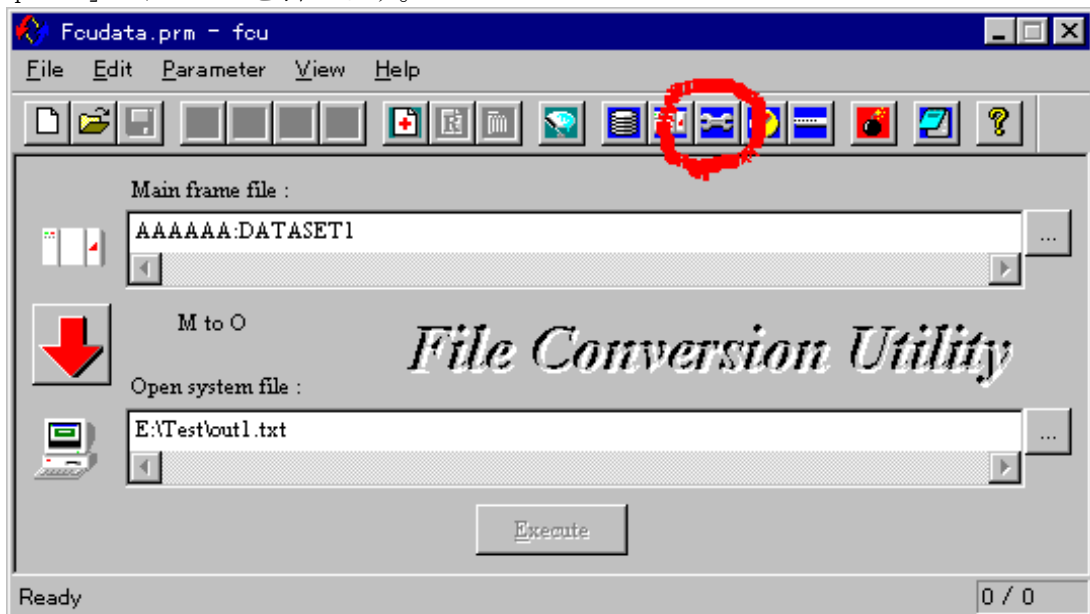 Fcudata.prm - fcu
File Edit Parameter View Help
Main frame file :
AAAAAA:DATASET1
...
M to O
File Conversion Utility
Open system file :
E:\Test\out1.txt
...
Execute
Ready 0 / 0